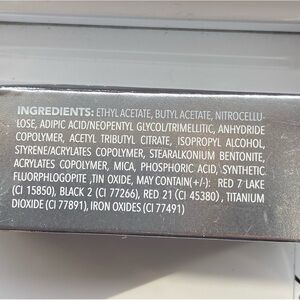 INGREDIENTS: ETHYL ACETATE, BUTYL ACETATE, NITROCELLU-
LOSE, ADIPIC ACID/NEOPENTYL GLYCOL/TRIMELLITIC, ANHYDRIDE
COPOLYMER, ACETYL TRIBUTYL CITRATE, ISOPROPYL ALCOHOL,
STYRENE/ACRYLATES COPOLYMER, STEARALKONIUM BENTONITE,
ACRYLATES COPOLYMER, MICA, PHOSPHORIC ACID, SYNTHETIC
FLUORPHLOGOPITE ,TIN OXIDE, MAY CONTAIN(+/-): RED 7 LAKE
(CI 15850), BLACK 2 (CI 77266), RED 21 (CI 45380) , TITANIUM
DIOXIDE (CI 77891), IRON OXIDES (CI 77491)